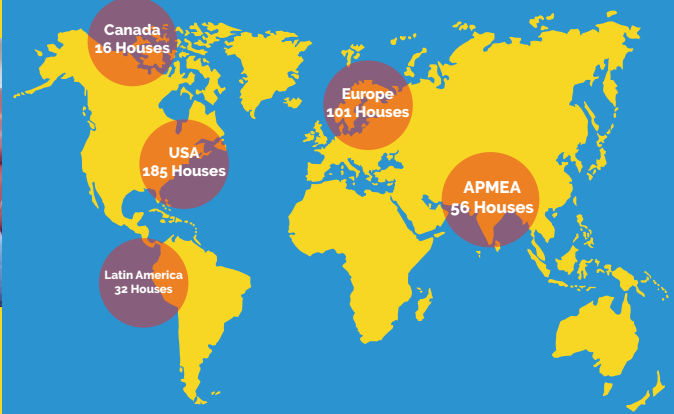 Canada
16 Houses
Europe
101 Houses
USA
185 Houses
APMEA
56 Houses
Latin America
32 Houses